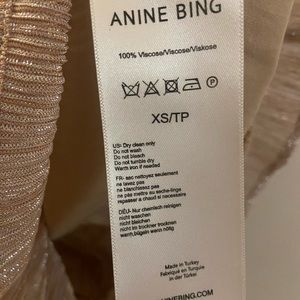 ANINE BING
100% Viscose/Viscose/Viskose
XS/TP
US- Dry clean only
Do not wash
Do not bleach
Do not tumble dry
Warm iron if needed
FR- sac nettoyez seulement
ne lavez pas
ne blanchissez pas
ne mettez pas au seche-linge
repasser a chaud si necessaire
DEU- Nur chemisch reinigen
nicht waschen
nicht bleichen
nicht im trockner trocknen
warm bügeln wenn nötig
Made in Turkey
Fabriqué en Turquie
in der Türkei
ANINEBING.COM